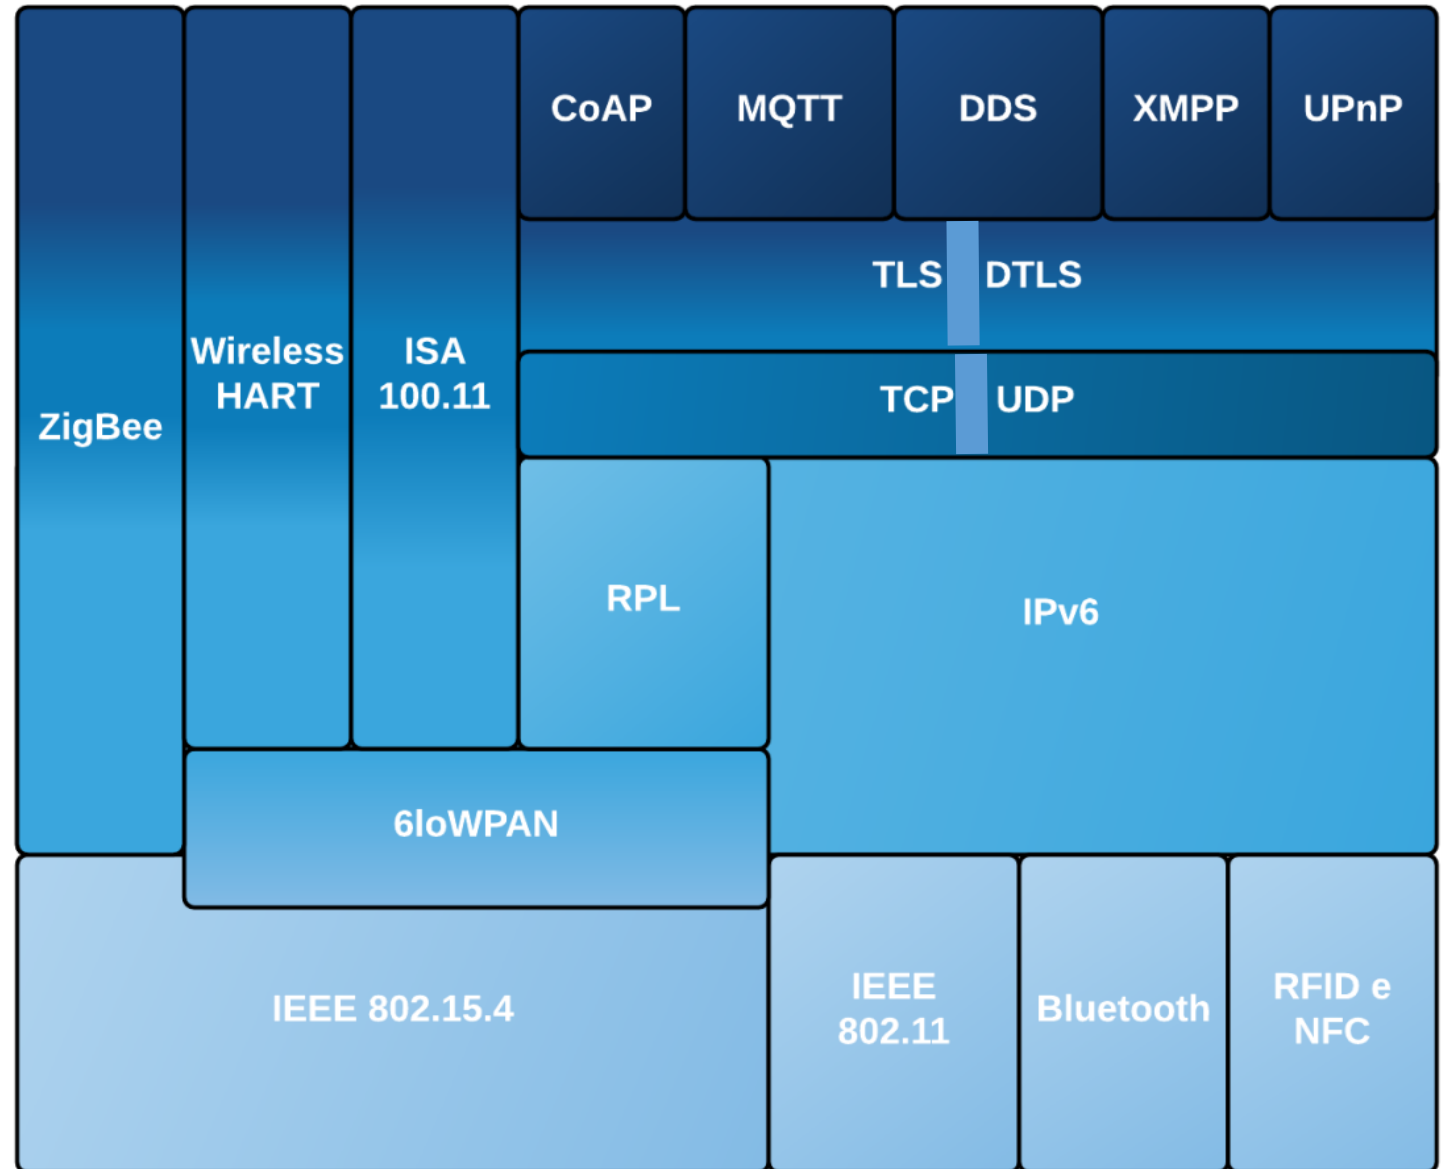 CoAP
MQTT
DDS
XMPP
UPnP
TLS DTLS
Wireless
HART
ISA
100.11
ZigBee
TCP UDP
RPL
IPv6
6loWPAN
IEEE 802.15.4
IEEE
802.11
Bluetooth
RFID e
NFC